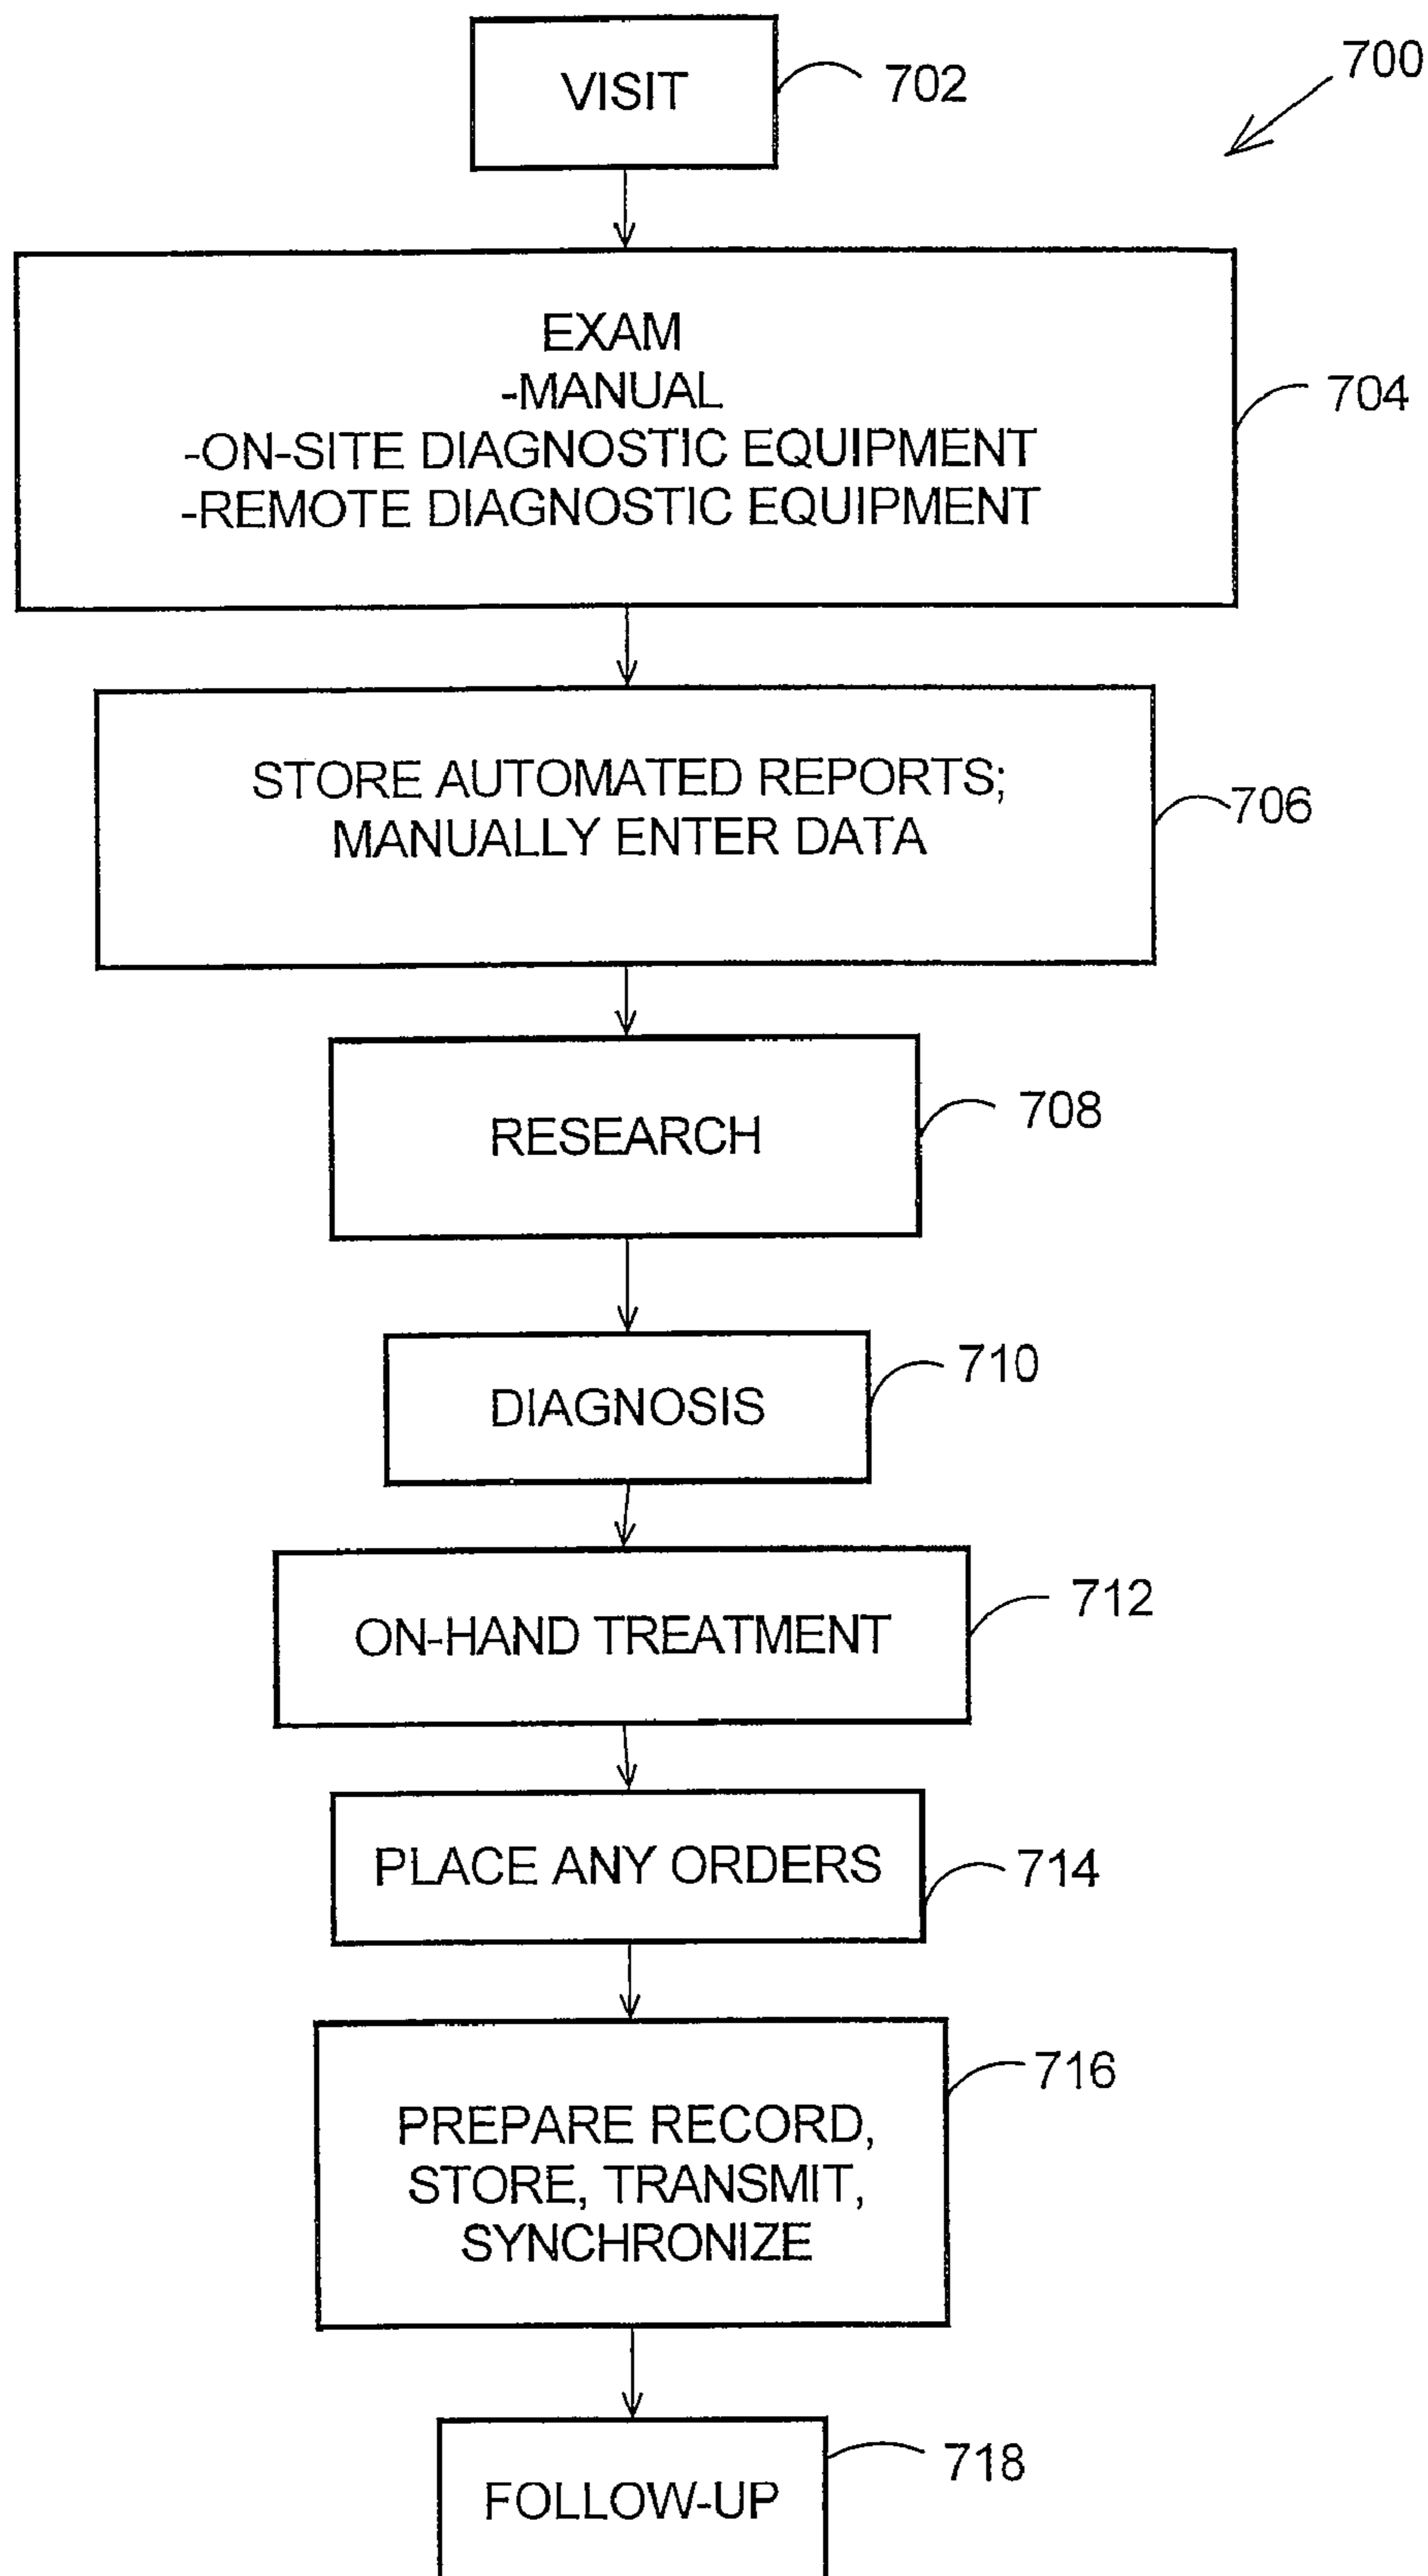 VISIT
702
700
EXAM
-MANUAL
-ON-SITE DIAGNOSTIC EQUIPMENT
-REMOTE DIAGNOSTIC EQUIPMENT
704
STORE AUTOMATED REPORTS;
MANUALLY ENTER DATA
706
RESEARCH
708
DIAGNOSIS
710
ON-HAND TREATMENT
712
PLACE ANY ORDERS
714
PREPARE RECORD,
STORE, TRANSMIT,
SYNCHRONIZE
716
FOLLOW-UP
718